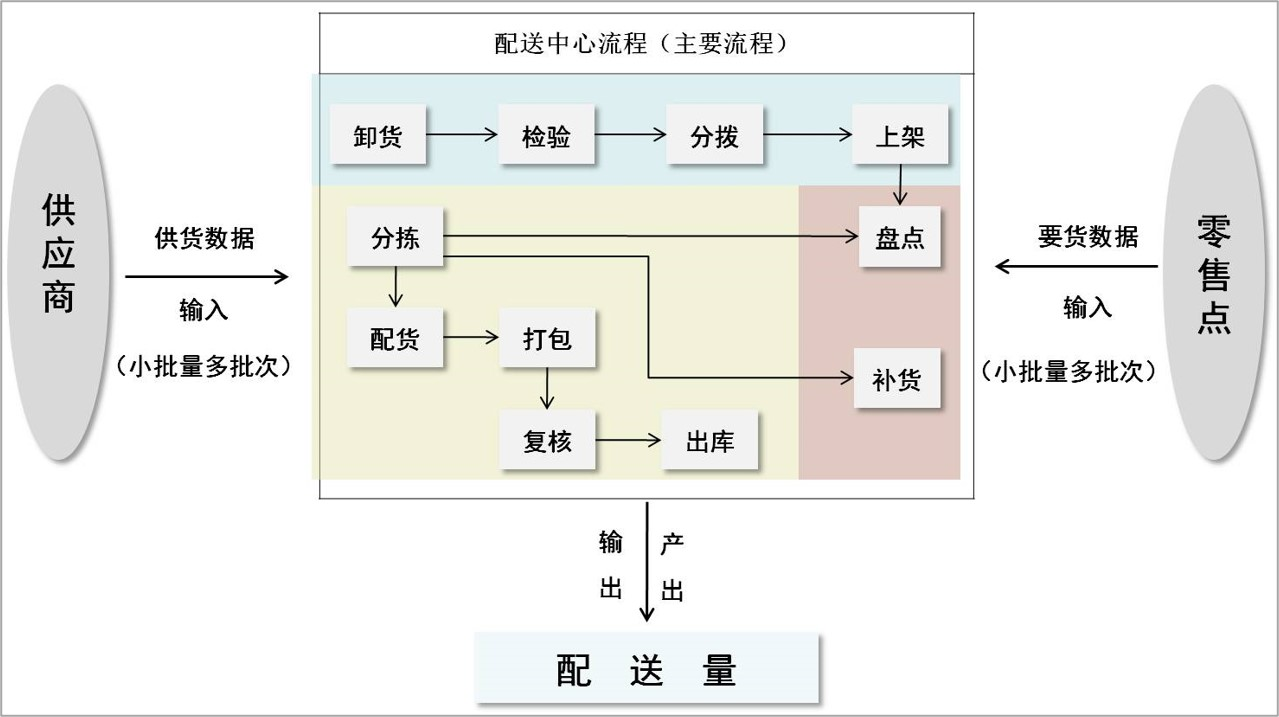 配送中心流程（主要流程）
卸货
检验
分拨
上架
供应商
供货数据
输入
（小批量多批次）
分拣
盘点
配货
打包
补货
复核
出库
要货数据
输入
（小批量多批次）
零售点
输出
产出
配 送 量